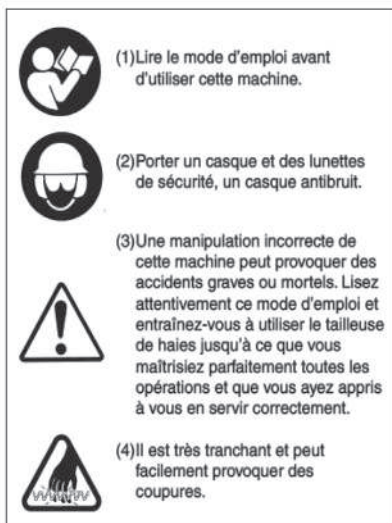 (1)Lire le mode d'emploi avant
d'utiliser cette machine.
(2)Porter un casque et des lunettes
de sécurité, un casque antibruit.
(3)Une manipulation incorrecte de
cette machine peut provoquer des
accidents graves ou mortels. Lisez
attentivement ce mode d'emploi et
entraînez-vous à utiliser le tailleuse
de haies jusqu'à ce que vous
maîtrisiez parfaitement toutes les
opérations et que vous ayez appris
à vous en servir correctement.
(4)Il est très tranchant et peut
facilement provoquer des
coupures.